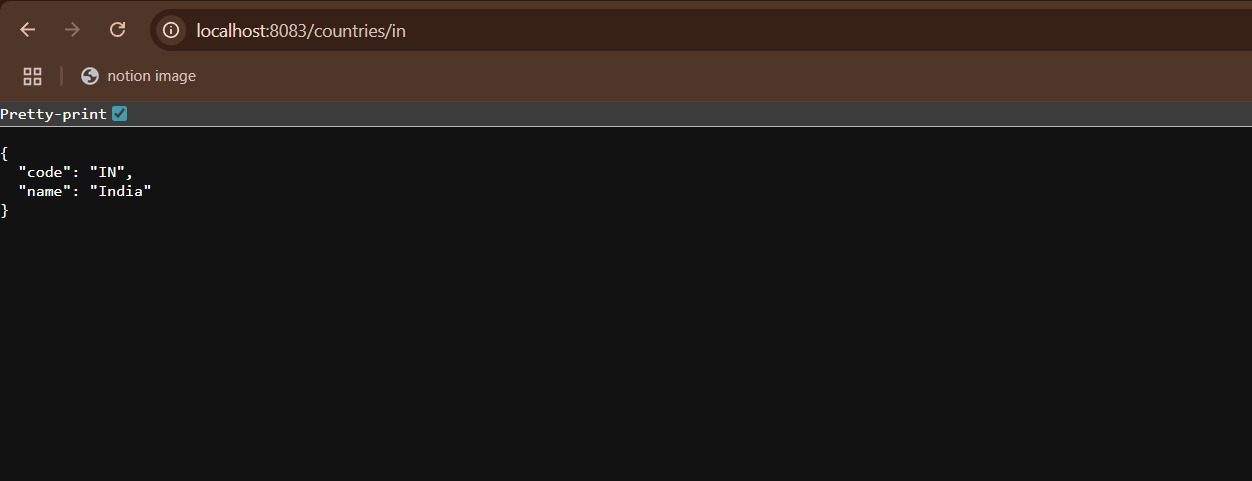 localhost:8083/countries/in
notion image
Pretty-print
{
  "code": "IN",
  "name": "India"
}